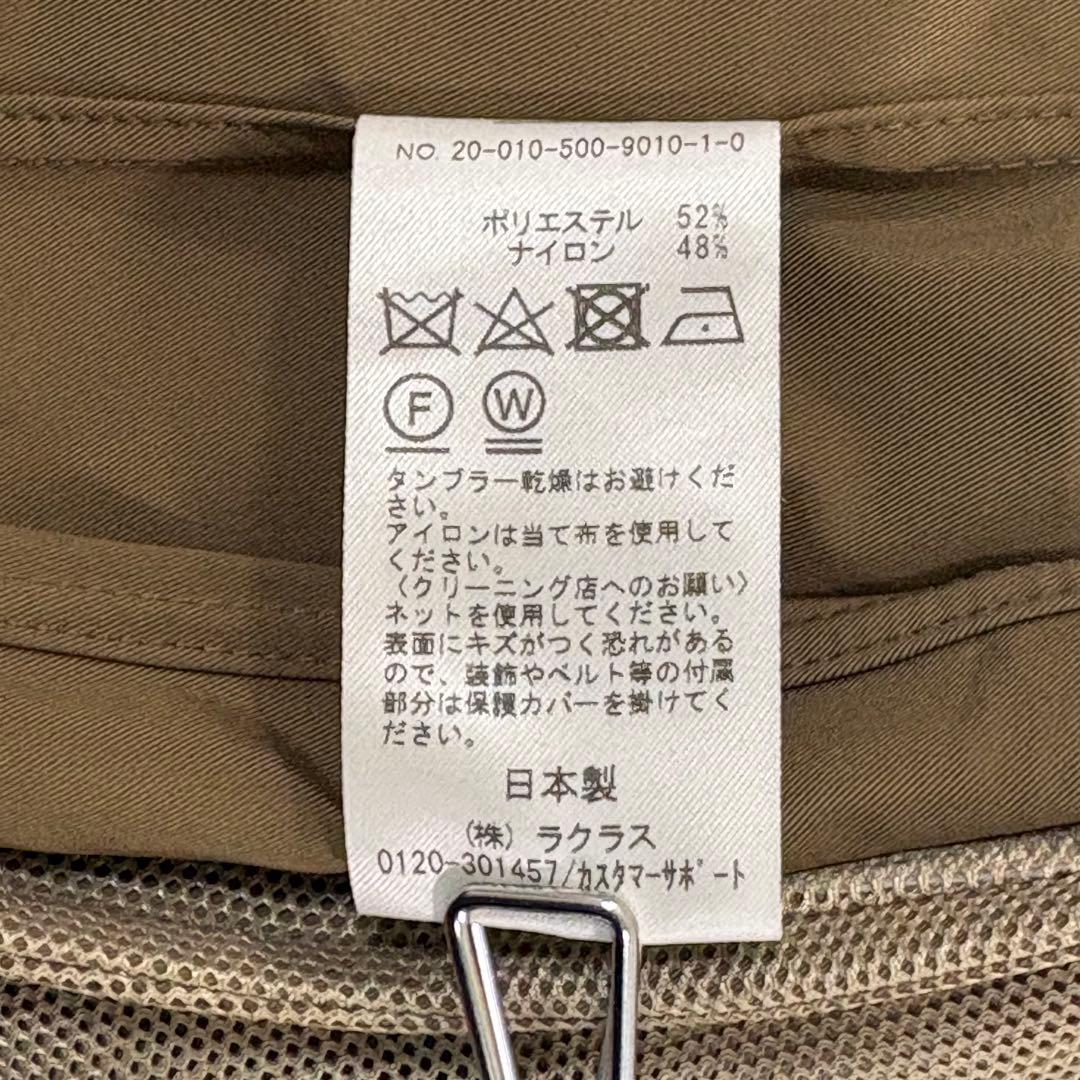 NO. 20-010-500-9010-1-0
ポリエステル 52%
ナイロン 48%
F W
タンブラー乾燥はお避けくだ
さい。
アイロンは当て布を使用して
ください。
〈クリーニング店へのお願い〉
ネットを使用してください。
表面にキズがつく恐れがある
ので、装飾やベルト等の付属
部分は保護カバーを掛けてく
ださい。
日本製
(株) ラクラス
0120-301457/カスタマーサポート